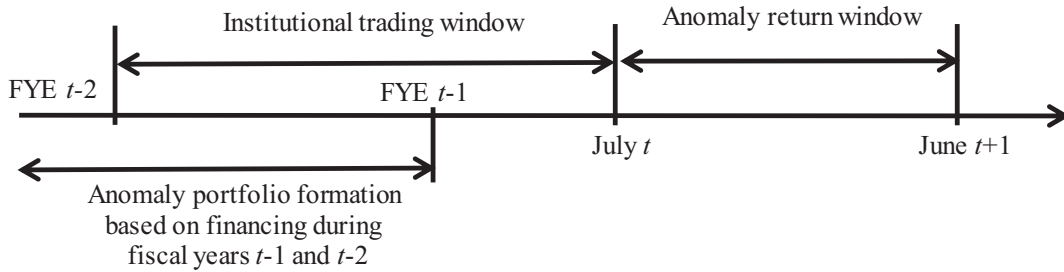 Institutional trading window
Anomaly return window
FYE t-2
FYE t-1
July t
June t+1
Anomaly portfolio formation
based on financing during
fiscal years t-1 and t-2